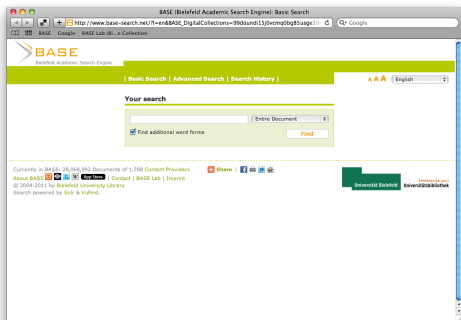 BASE (Bielefeld Academic Search Engine): Basic Search
http://www.base-search.net/?l=en&BASE_DigitalCollections=99doundi15j0vcmq0bg85usge3
Google
BASE Google BASE Lab (Bi...e Collection
BASE
Bielefeld Academic Search Engine
| Basic Search | Advanced Search | Search History |
A A A
English
Your search
Entire Document
Find additional word forms
Find
Currently in BASE: 28,068,992 Documents of 1,788 Content Providers
Share |
About BASE
App Store | Contact | BASE Lab | Imprint
© 2004-2011 by Bielefeld University Library
Search powered by Solr & VuFind.
Universität Bielefeld
Universitätsbibliothek